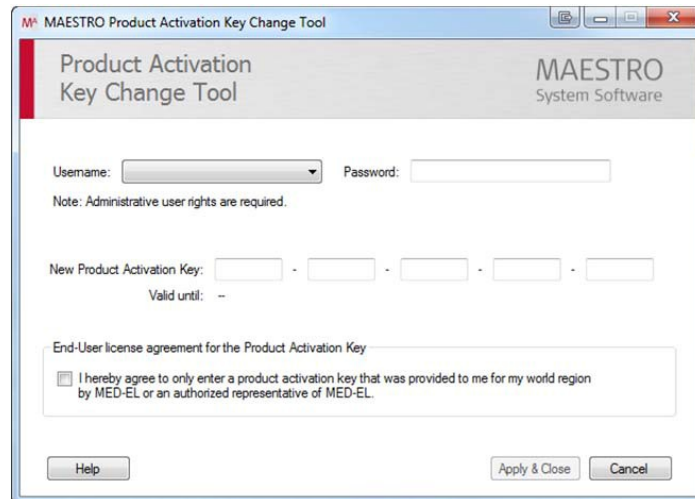 MAESTRO Product Activation Key Change Tool
Product Activation
Key Change Tool
MAESTRO
System Software
Username:
Password:
Note: Administrative user rights are required.
New Product Activation Key: - - - -
Valid until: --
End-User license agreement for the Product Activation Key
I hereby agree to only enter a product activation key that was provided to me for my world region
by MED-EL or an authorized representative of MED-EL.
Help
Apply & Close
Cancel